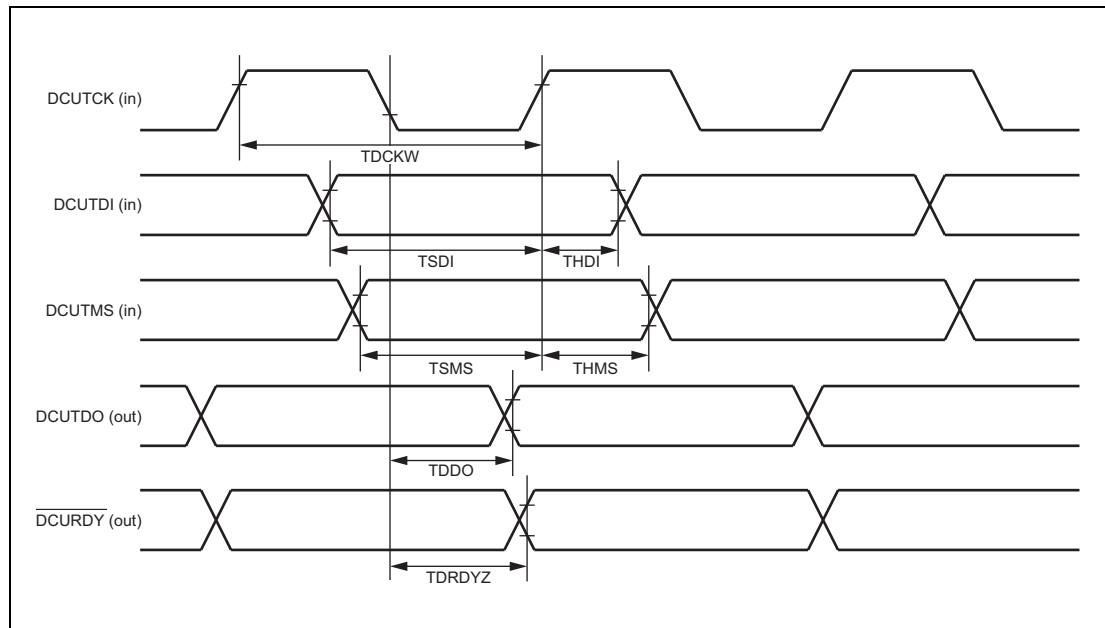 DCUTCK (in)
TDCKW
DCUTDI (in)
TSDI THDI
DCUTMS (in)
TSMS THMS
DCUTDO (out)
TDDO
DCURDY (out)
TDRDYZ